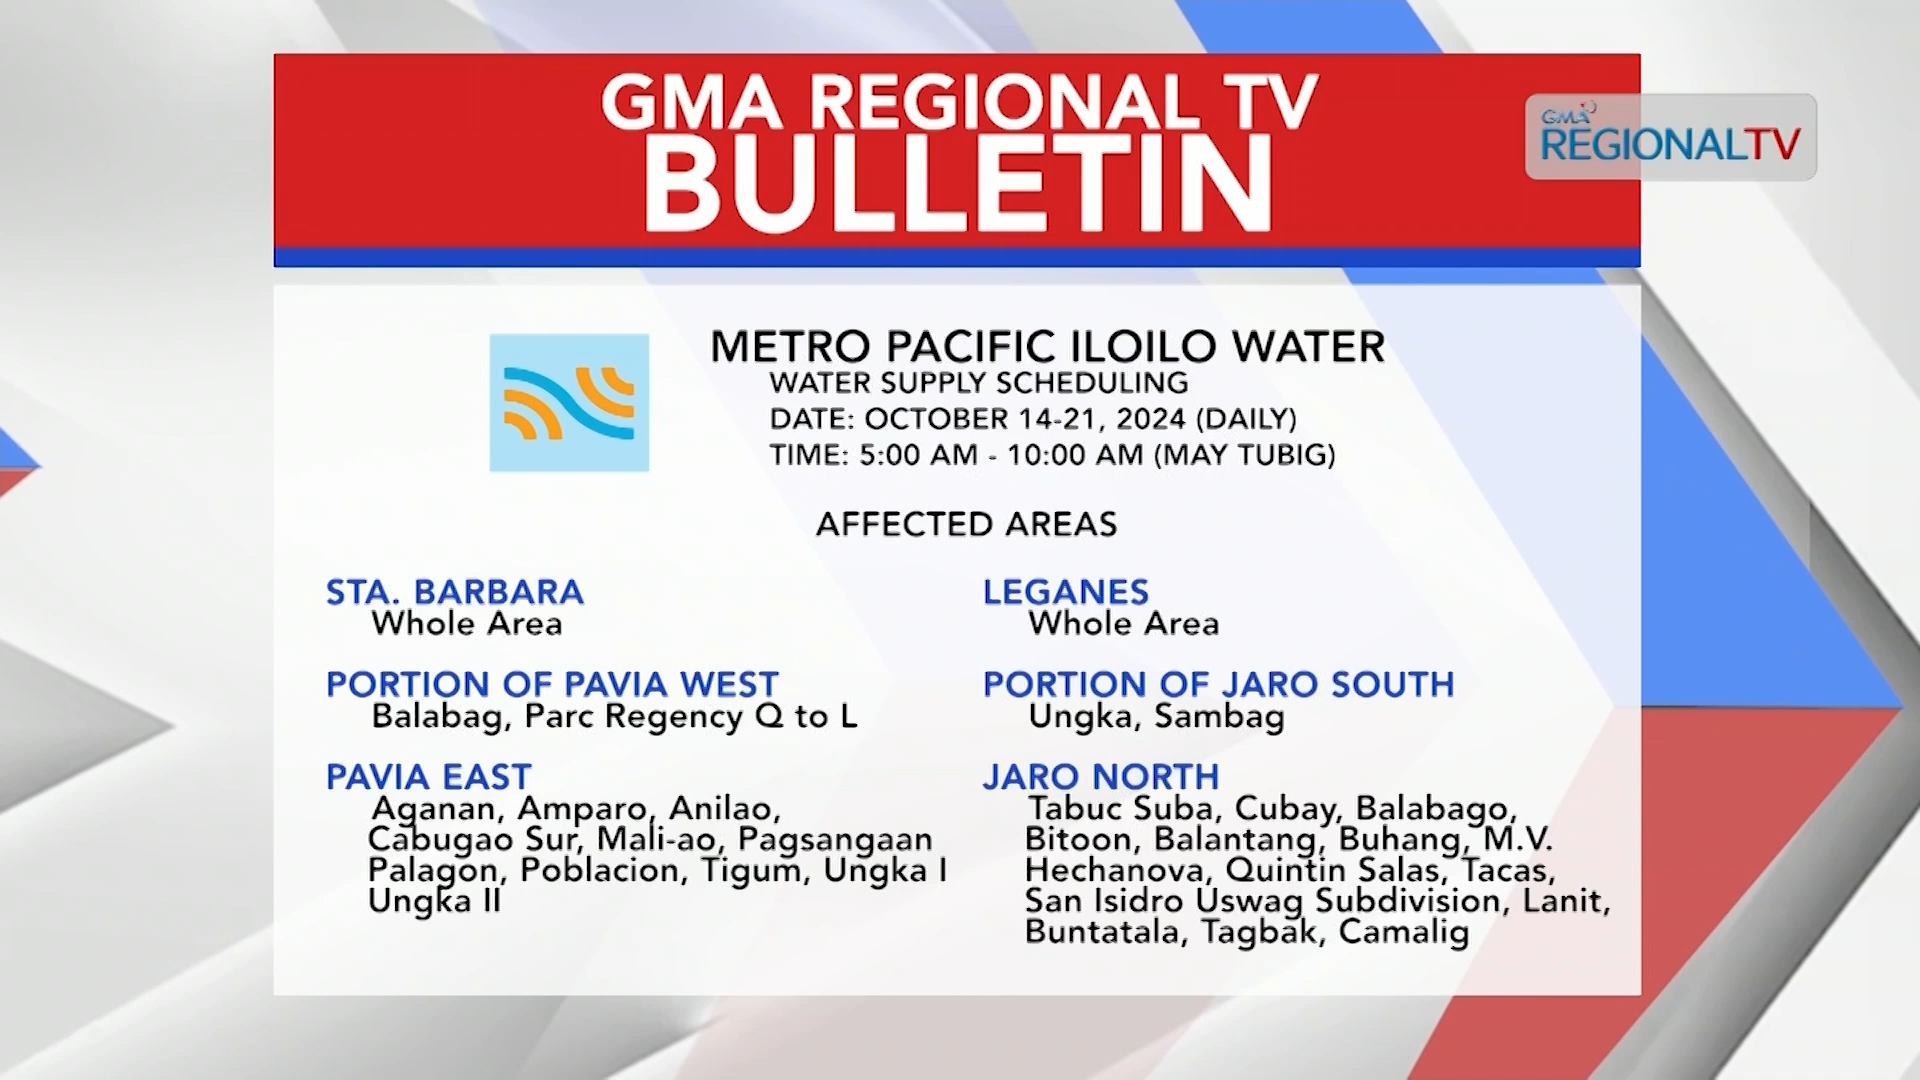 GMA REGIONAL TV
BULLETIN
GMA
REGIONALTV
METRO PACIFIC ILOILO WATER
WATER SUPPLY SCHEDULING
DATE: OCTOBER 14-21, 2024 (DAILY)
TIME: 5:00 AM - 10:00 AM (MAY TUBIG)
AFFECTED AREAS
STA. BARBARA
Whole Area
PORTION OF PAVIA WEST
Balabag, Parc Regency Q to L
PAVIA EAST
Aganan, Amparo, Anilao,
Cabugao Sur, Mali-ao, Pagsangaan
Palagon, Poblacion, Tigum, Ungka I
Ungka II
LEGANES
Whole Area
PORTION OF JARO SOUTH
Ungka, Sambag
JARO NORTH
Tabuc Suba, Cubay, Balabago,
Bitoon, Balantang, Buhang, M.V.
Hechanova, Quintin Salas, Tacas,
San Isidro Uswag Subdivision, Lanit,
Buntatala, Tagbak, Camalig